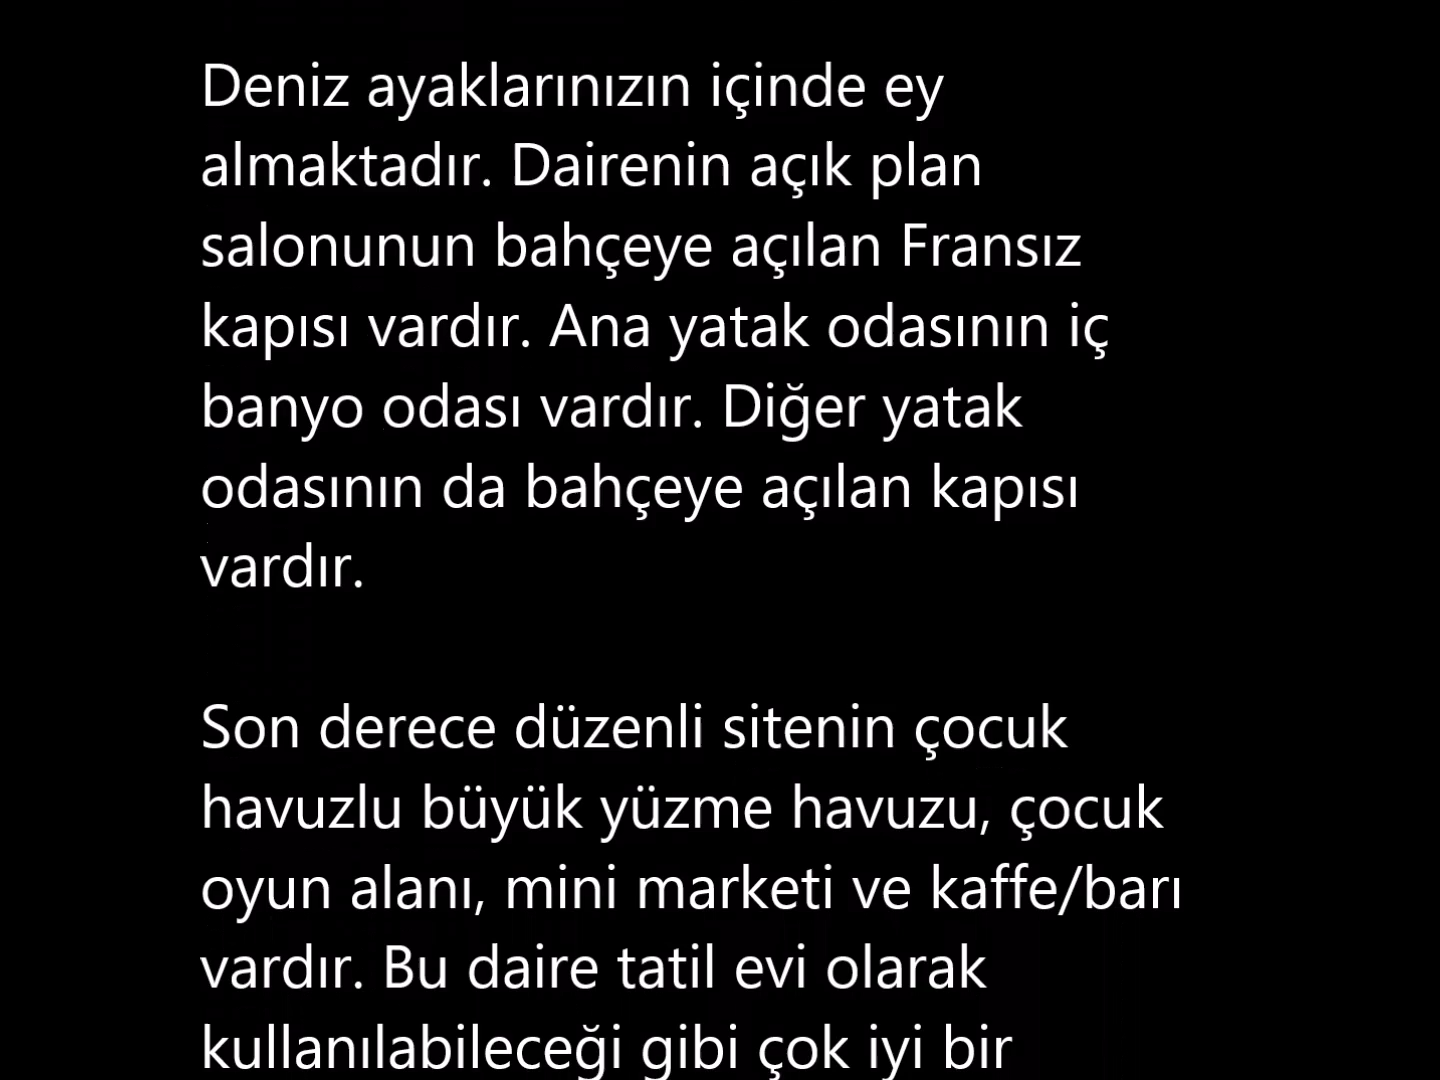 Deniz ayaklarınızın içinde ey
almaktadır. Dairenin açık plan
salonunun bahçeye açılan Fransız
kapısı vardır. Ana yatak odasının iç
banyo odası vardır. Diğer yatak
odasının da bahçeye açılan kapısı
vardır.
Son derece düzenli sitenin çocuk
havuzlu büyük yüzme havuzu, çocuk
oyun alanı, mini marketi ve kaffe/barı
vardır. Bu daire tatil evi olarak
kullanılabileceği gibi çok iyi bir